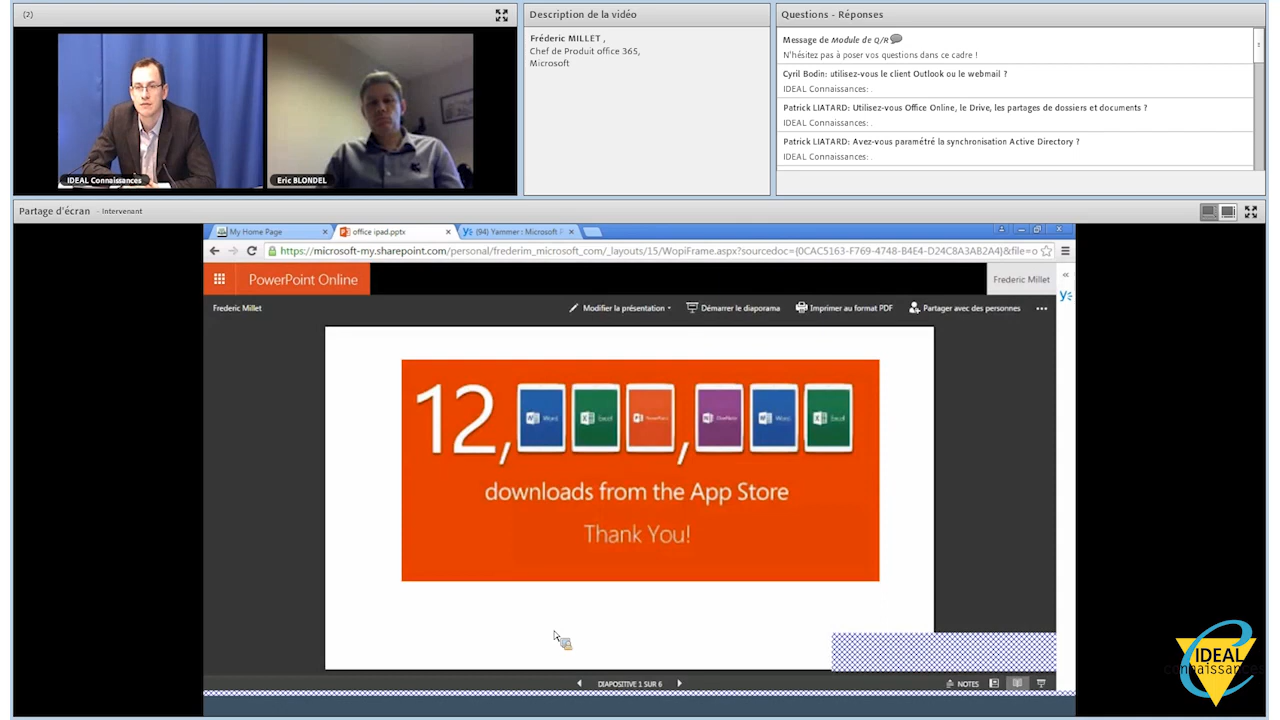 (2)
IDEAL Connaissances
Eric BLONDEL
Description de la vidéo
Fréderic MILLET ,
Chef de Produit office 365,
Microsoft
Questions - Réponses
Message de Module de Q/R
N'hésitez pas à poser vos questions dans ce cadre !
Cyril Bodin: utilisez-vous le client Outlook ou le webmail ?
IDEAL Connaissances: .
Patrick LIATARD: Utilisez-vous Office Online, le Drive, les partages de dossiers et documents ?
IDEAL Connaissances: .
Patrick LIATARD: Avez-vous paramétré la synchronisation Active Directory ?
IDEAL Connaissances: .
Partage d'écran - Intervenant
My Home Page
office ipad.pptx
(94) Yammer : Microsoft F
https://microsoft-my.sharepoint.com/personal/frederim_microsoft_com/_layouts/15/WopiFrame.aspx?sourcedoc={0CAC5163-F769-4748-B4E4-D24C8A3AB2A4}&file=o
PowerPoint Online
Frederic Millet
Frederic Millet
Modifier la présentation
Démarrer le diaporama
Imprimer au format PDF
Partager avec des personnes
12, Word Excel PowerPoint , OneNote Word Excel
downloads from the App Store
Thank You!
DIAPOSITIVE 1 SUR 6
NOTES
IDEAL
connaissances